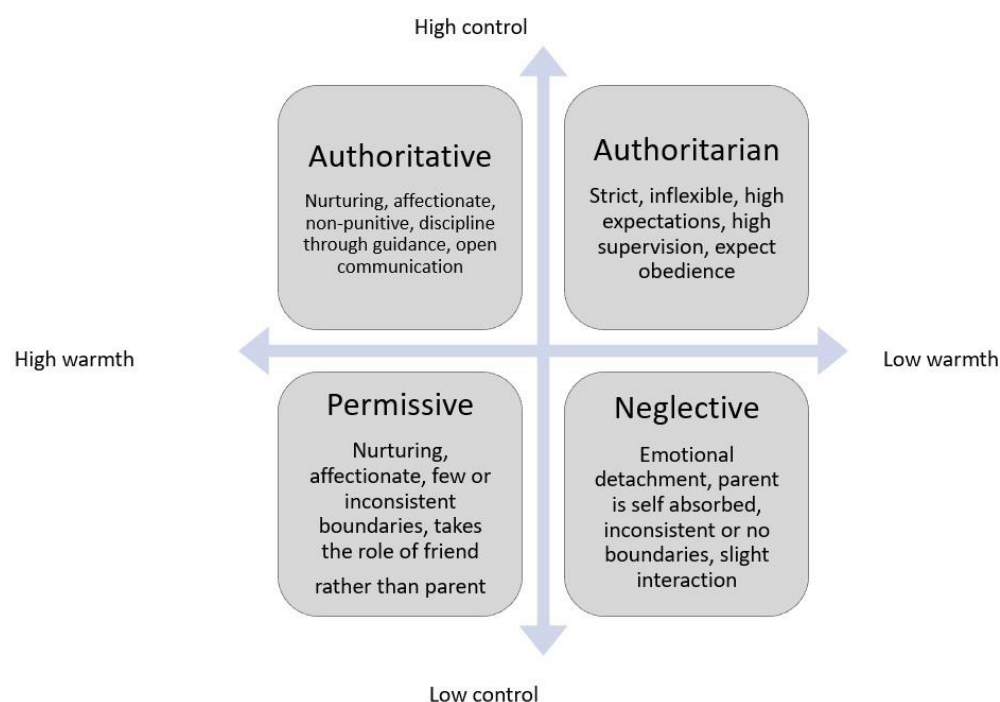 High control
Authoritative
Nurturing, affectionate,
non-punitive, discipline
through guidance, open
communication
Authoritarian
Strict, inflexible, high
expectations, high
supervision, expect
obedience
High warmth
Low warmth
Permissive
Nurturing,
affectionate, few or
inconsistent
boundaries, takes
the role of friend
rather than parent
Neglective
Emotional
detachment, parent
is self absorbed,
inconsistent or no
boundaries, slight
interaction
Low control